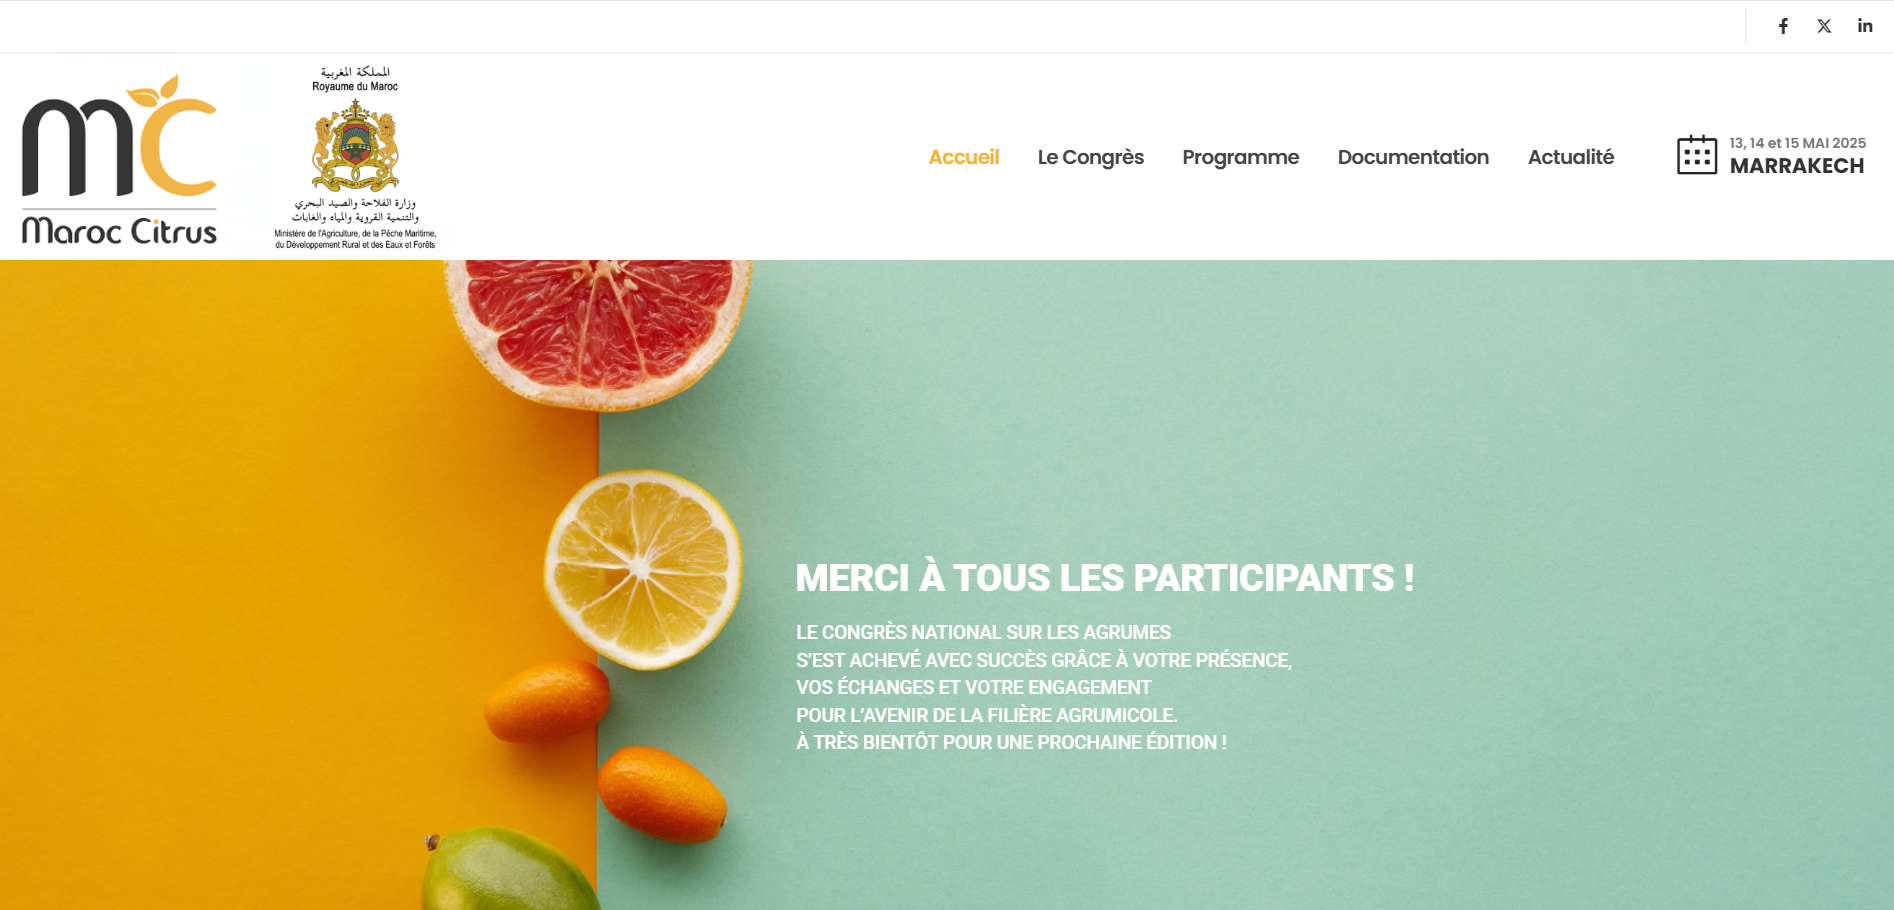 mc
Maroc Citrus
المملكة المغربية
Royaume du Maroc
وزارة الفلاحة والصيد البحري
والتنمية القروية والمياه والغابات
Ministère de l'Agriculture, de la Pêche Maritime,
du Développement Rural et des Eaux et Forêts
Accueil Le Congrès Programme Documentation Actualité
13, 14 et 15 MAI 2025
MARRAKECH
MERCI À TOUS LES PARTICIPANTS !
LE CONGRÈS NATIONAL SUR LES AGRUMES
S’EST ACHEVÉ AVEC SUCCÈS GRÂCE À VOTRE PRÉSENCE,
VOS ÉCHANGES ET VOTRE ENGAGEMENT
POUR L’AVENIR DE LA FILIÈRE AGRUMICOLE.
À TRÈS BIENTÔT POUR UNE PROCHAINE ÉDITION !